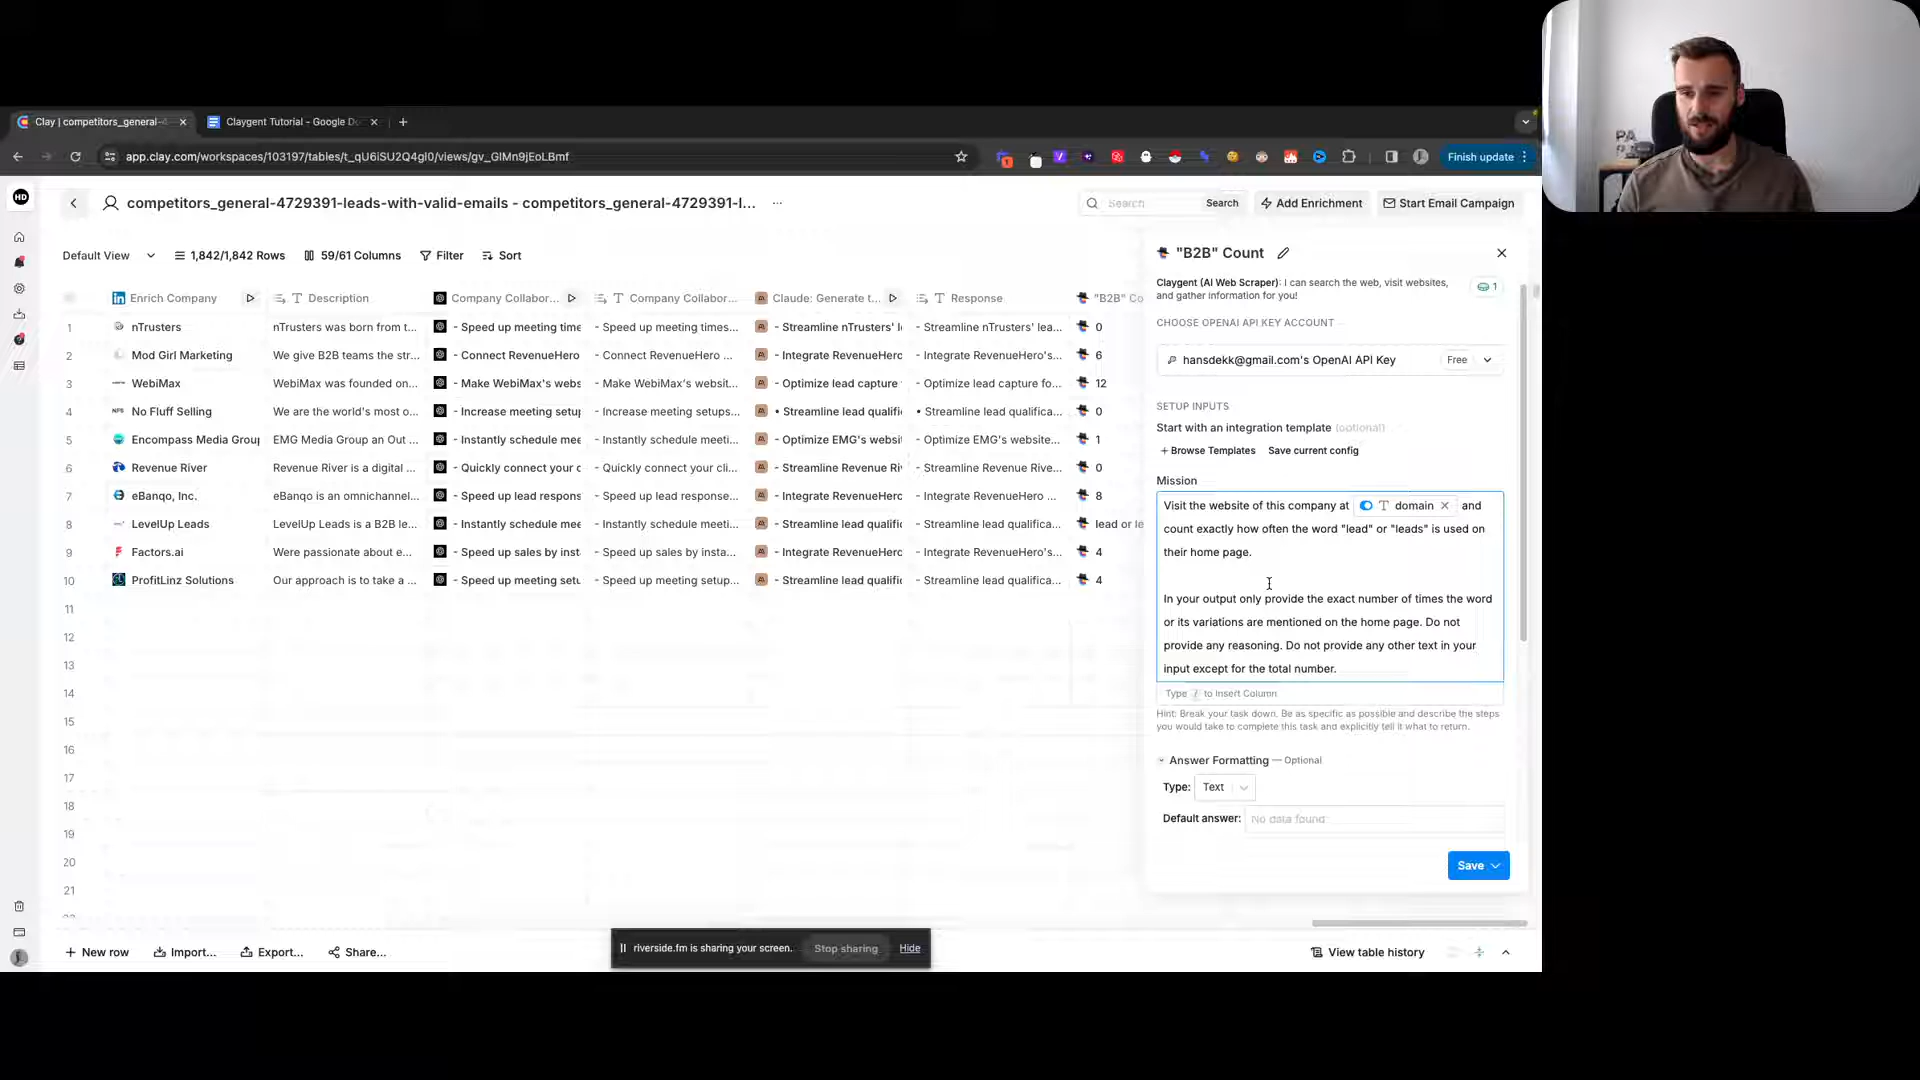 Clay | competitors_general-4
Claygent Tutorial - Google Do
app.clay.com/workspaces/103197/tables/t_qU6iSU2Q4gI0/views/gv_GlMn9jEoLBmf
Finish update
HD
competitors_general-4729391-leads-with-valid-emails - competitors_general-4729391-l...
Search
Search
Add Enrichment
Start Email Campaign
Default View
1,842/1,842 Rows
59/61 Columns
Filter
Sort
Enrich Company
Description
Company Collabor...
Company Collabor...
Claude: Generate t...
Response
"B2B" Co
1 nTrusters nTrusters was born from t... - Speed up meeting time - Speed up meeting times... - Streamline nTrusters' l - Streamline nTrusters' lea... 0
2 Mod Girl Marketing We give B2B teams the str... - Connect RevenueHero - Connect RevenueHero ... - Integrate RevenueHero - Integrate RevenueHero's... 6
3 WebiMax WebiMax was founded on... - Make WebiMax's webs - Make WebiMax's websit... - Optimize lead capture - Optimize lead capture fo... 12
4 No Fluff Selling We are the world's most o... - Increase meeting setup - Increase meeting setups... • Streamline lead qualifi • Streamline lead qualifica... 0
5 Encompass Media Group EMG Media Group an Out ... - Instantly schedule mee - Instantly schedule meeti... - Optimize EMG's websit - Optimize EMG's website... 1
6 Revenue River Revenue River is a digital ... - Quickly connect your c - Quickly connect your cli... - Streamline Revenue Ri - Streamline Revenue Rive... 0
7 eBanqo, Inc. eBanqo is an omnichannel... - Speed up lead respons - Speed up lead response... - Integrate RevenueHero - Integrate RevenueHero ... 8
8 LevelUp Leads LevelUp Leads is a B2B le... - Instantly schedule mee - Instantly schedule meeti... - Streamline lead qualifi - Streamline lead qualifica... lead or le
9 Factors.ai Were passionate about e... - Speed up sales by inst - Speed up sales by insta... - Integrate RevenueHero - Integrate RevenueHero's... 4
10 ProfitLinz Solutions Our approach is to take a ... - Speed up meeting setu - Speed up meeting setup... - Streamline lead qualifi - Streamline lead qualifica... 4
11
12
13
14
15
16
17
18
19
20
21
"B2B" Count
Claygent (AI Web Scraper): I can search the web, visit websites,
and gather information for you!
1
CHOOSE OPENAI API KEY ACCOUNT
hansdekk@gmail.com's OpenAI API Key
Free
SETUP INPUTS
Start with an integration template (optional)
+ Browse Templates
Save current config
Mission
Visit the website of this company at domain and
count exactly how often the word "lead" or "leads" is used on
their home page.
In your output only provide the exact number of times the word
or its variations are mentioned on the home page. Do not
provide any reasoning. Do not provide any other text in your
input except for the total number.
Type / to Insert Column
Hint: Break your task down. Be as specific as possible and describe the steps
you would take to complete this task and explicitly tell it what to return.
Answer Formatting — Optional
Type: Text
Default answer: No data found
Save
New row
Import...
Export...
Share...
riverside.fm is sharing your screen.
Stop sharing
Hide
View table history